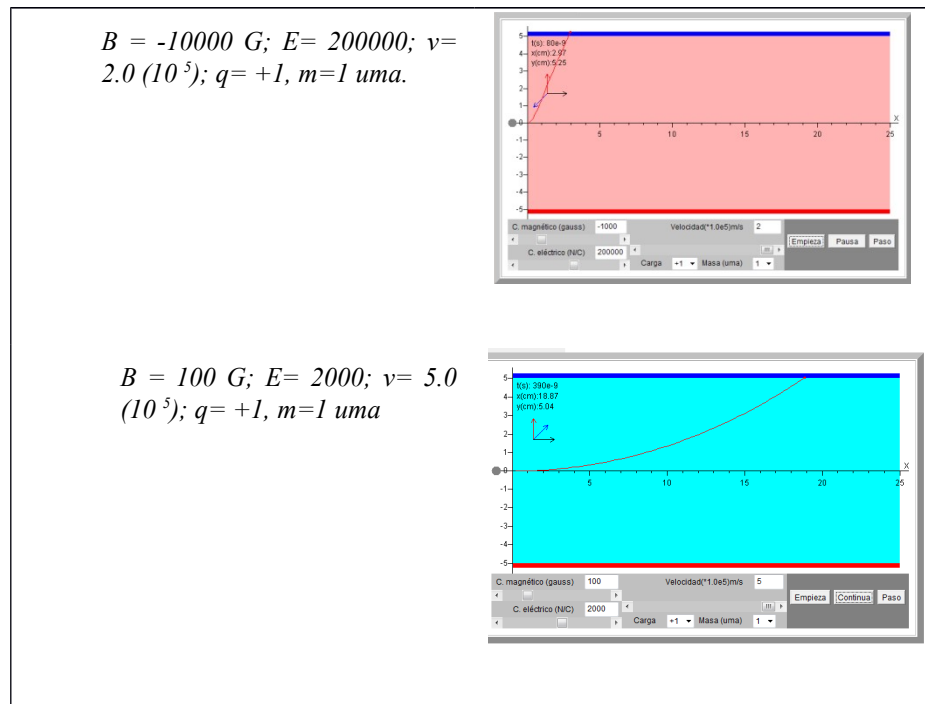 B = -10000 G; E= 200000; v=
2.0 (10 5); q= +1, m=1 uma.
5
4
3
2
1
0
-1
-2
-3
-4
-5
t(s): 80e-9
x(cm):2.97
y(cm):5.25
5 10 15 20 25
X
C. magnético (gauss) -1000 Velocidad(*1.0e5)m/s 2
C. eléctrico (N/C) 200000
Carga +1 Masa (uma) 1
Empieza Pausa Paso
B = 100 G; E= 2000; v= 5.0
(10 5); q= +1, m=1 uma
5
4
3
2
1
0
-1
-2
-3
-4
-5
t(s): 390e-9
x(cm):18.87
y(cm):5.04
5 10 15 20 25
X
C. magnético (gauss) 100 Velocidad(*1.0e5)m/s 5
C. eléctrico (N/C) 2000
Carga +1 Masa (uma) 1
Empieza Continua Paso